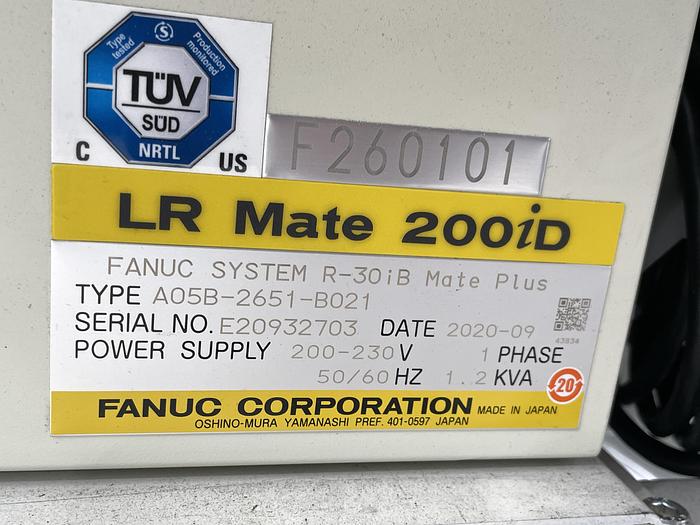 Type tested
Production monitored
TÜV
SÜD
NRTL
C US
F260101
LR Mate 200iD
FANUC SYSTEM R-30iB Mate Plus
TYPE A05B-2651-B021
SERIAL NO. E20932703 DATE 2020-09
43834
POWER SUPPLY 200-230V 1 PHASE
50/60 HZ 1.2 KVA
20
FANUC CORPORATION MADE IN JAPAN
OSHINO-MURA YAMANASHI PREF. 401-0597 JAPAN